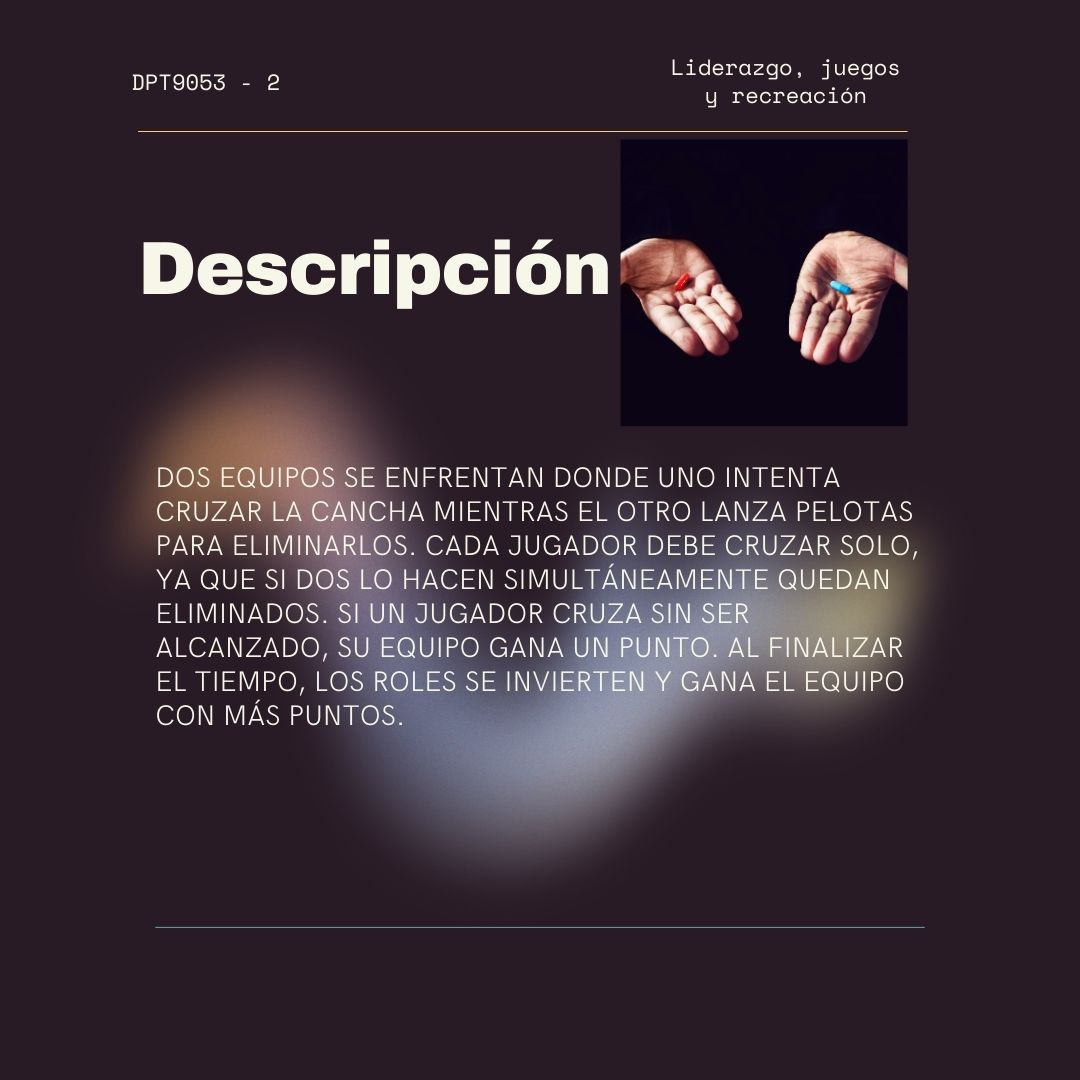 DPT9053 - 2
Liderazgo, juegos
y recreación
Descripción
DOS EQUIPOS SE ENFRENTAN DONDE UNO INTENTA
CRUZAR LA CANCHA MIENTRAS EL OTRO LANZA PELOTAS
PARA ELIMINARLOS. CADA JUGADOR DEBE CRUZAR SOLO,
YA QUE SI DOS LO HACEN SIMULTÁNEAMENTE QUEDAN
ELIMINADOS. SI UN JUGADOR CRUZA SIN SER
ALCANZADO, SU EQUIPO GANA UN PUNTO. AL FINALIZAR
EL TIEMPO, LOS ROLES SE INVIERTEN Y GANA EL EQUIPO
CON MÁS PUNTOS.